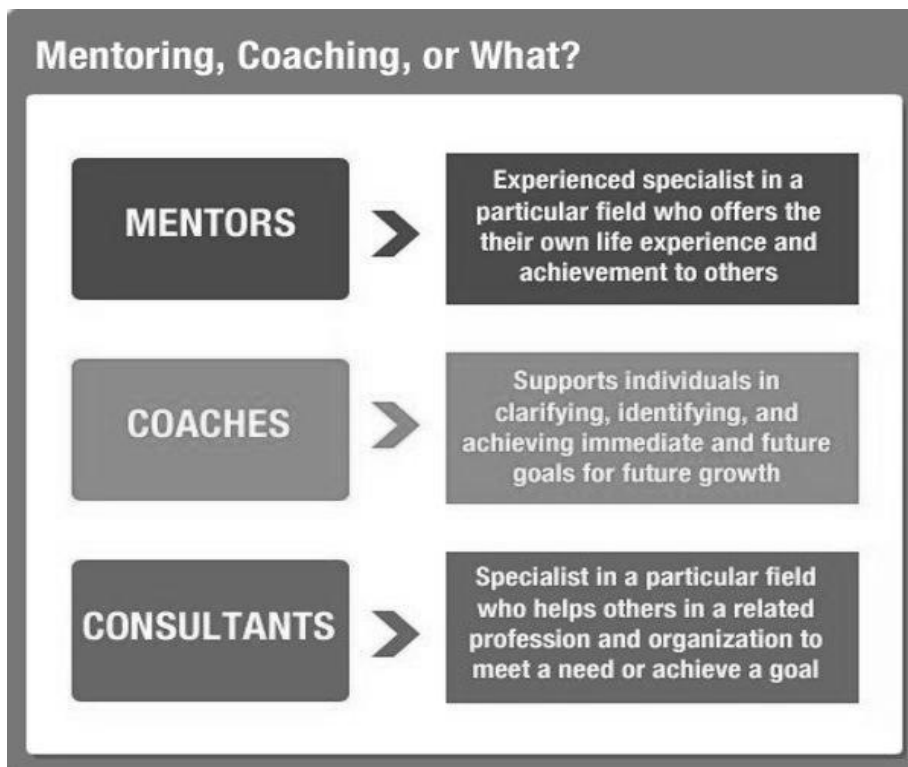 Mentoring, Coaching, or What?
MENTORS
Experienced specialist in a
particular field who offers the
their own life experience and
achievement to others
COACHES
Supports individuals in
clarifying, identifying, and
achieving immediate and future
goals for future growth
CONSULTANTS
Specialist in a particular field
who helps others in a related
profession and organization to
meet a need or achieve a goal